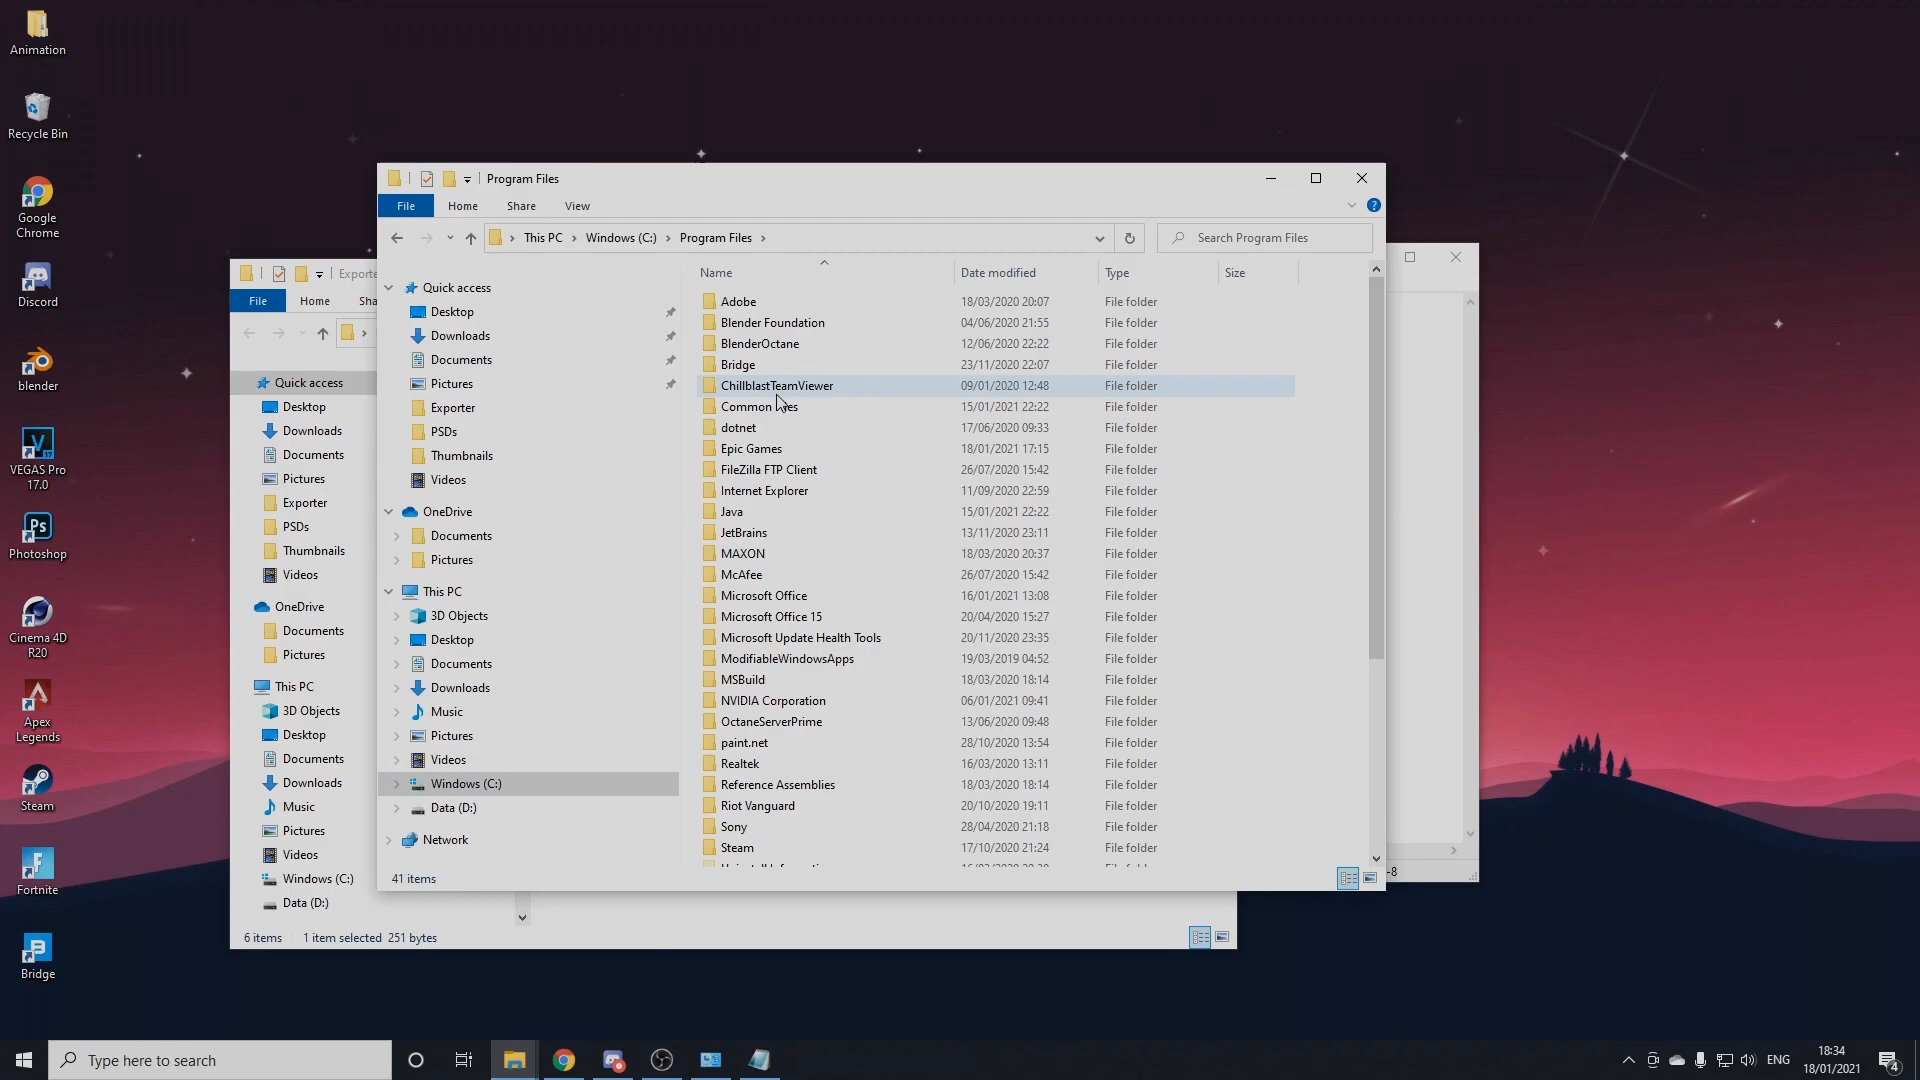 Animation
Recycle Bin
Google
Chrome
Discord
blender
VEGAS Pro
17.0
Photoshop
Cinema 4D
R20
Apex
Legends
Steam
Fortnite
Bridge
Program Files
File
Home
Share
View
This PC
Windows (C:)
Program Files
Search Program Files
Name
Date modified
Type
Size
Quick access
Desktop
Downloads
Documents
Pictures
Exporter
PSDs
Thumbnails
Videos
OneDrive
Documents
Pictures
This PC
3D Objects
Desktop
Documents
Downloads
Music
Pictures
Videos
Windows (C:)
Data (D:)
Network
Adobe 18/03/2020 20:07 File folder
Blender Foundation 04/06/2020 21:55 File folder
BlenderOctane 12/06/2020 22:22 File folder
Bridge 23/11/2020 22:07 File folder
ChillblastTeamViewer 09/01/2020 12:48 File folder
Common 15/01/2021 22:22 File folder
dotnet 17/06/2020 09:33 File folder
Epic Games 18/01/2021 17:15 File folder
FileZilla FTP Client 26/07/2020 15:42 File folder
Internet Explorer 11/09/2020 22:59 File folder
Java 15/01/2021 22:22 File folder
JetBrains 13/11/2020 23:11 File folder
MAXON 18/03/2020 20:37 File folder
McAfee 26/07/2020 15:42 File folder
Microsoft Office 16/01/2021 13:08 File folder
Microsoft Office 15 20/04/2020 15:27 File folder
Microsoft Update Health Tools 20/11/2020 23:35 File folder
ModifiableWindowsApps 19/03/2019 04:52 File folder
MSBuild 18/03/2020 18:14 File folder
NVIDIA Corporation 06/01/2021 09:41 File folder
OctaneServerPrime 13/06/2020 09:48 File folder
paint.net 28/10/2020 13:54 File folder
Realtek 16/03/2020 13:11 File folder
Reference Assemblies 18/03/2020 18:14 File folder
Riot Vanguard 20/10/2020 19:11 File folder
Sony 28/04/2020 21:18 File folder
Steam 17/10/2020 21:24 File folder
41 items
Exporte
File
Home
Sha
Quick access
Desktop
Downloads
Documents
Pictures
Exporter
PSDs
Thumbnails
Videos
OneDrive
Documents
Pictures
This PC
3D Objects
Desktop
Documents
Downloads
Music
Pictures
Videos
Windows (C:)
Data (D:)
6 items 1 item selected 251 bytes
-8
Type here to search
ENG
18:34
18/01/2021
4